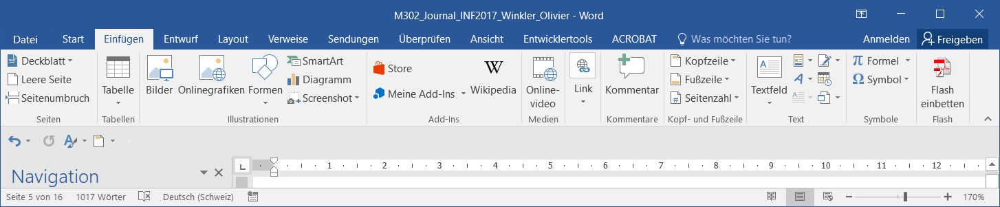 M302_Journal_INF2017_Winkler_Olivier - Word
Datei Start Einfügen Entwurf Layout Verweise Sendungen Überprüfen Ansicht Entwicklertools ACROBAT Was möchten Sie tun? Anmelden Freigeben
Deckblatt
Leere Seite
Seitenumbruch
Seiten
Tabelle
Tabellen
Bilder Onlinegrafiken Formen
SmartArt
Diagramm
Screenshot
Illustrationen
Store
Meine Add-Ins
W
Wikipedia
Add-Ins
Online-
video
Medien
Link
Kommentar
Kommentare
Kopfzeile
Fußzeile
Seitenzahl
Kopf- und Fußzeile
Textfeld
A
Text
π Formel
Ω Symbol
Symbole
Flash
einbetten
Flash
Navigation
L
1 2 3 4 5 6 7 8 9 10 11 12
Seite 5 von 16 1017 Wörter Deutsch (Schweiz) 170%